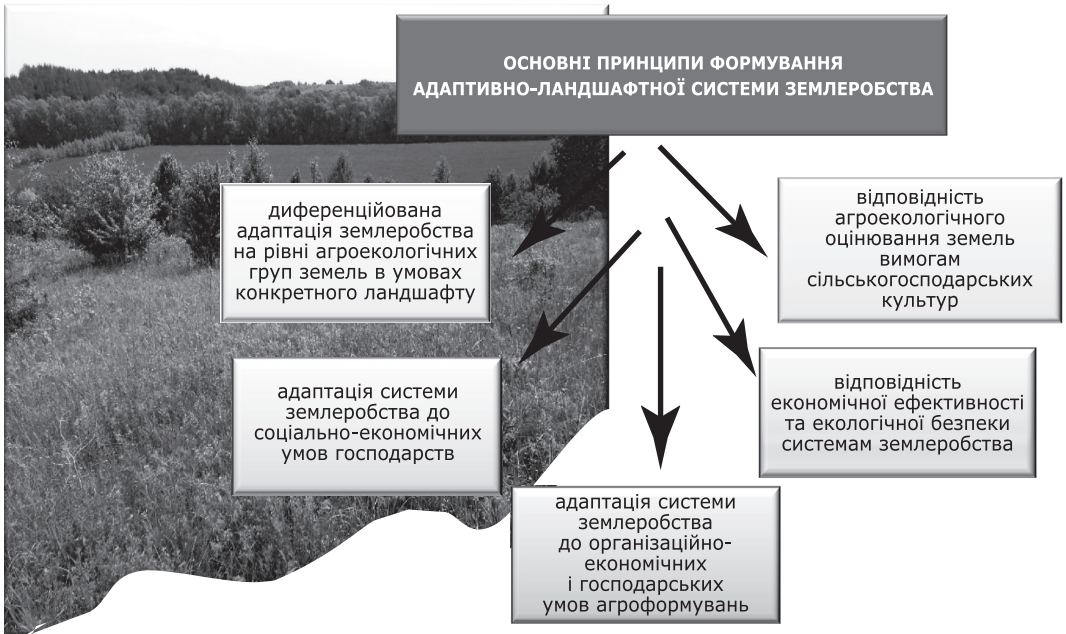 ОСНОВНІ ПРИНЦИПИ ФОРМУВАННЯ
АДАПТИВНО-ЛАНДШАФТНОЇ СИСТЕМИ ЗЕМЛЕРОБСТВА
диференційована
адаптація землеробства
на рівні агроекологічних
груп земель в умовах
конкретного ландшафту
відповідність
агроекологічного
оцінювання земель
вимогам
сільськогосподарських
культур
адаптація системи
землеробства до
соціально-економічних
умов господарств
відповідність
економічної ефективності
та екологічної безпеки
системам землеробства
адаптація системи
землеробства
до організаційно-
економічних
і господарських
умов агроформувань